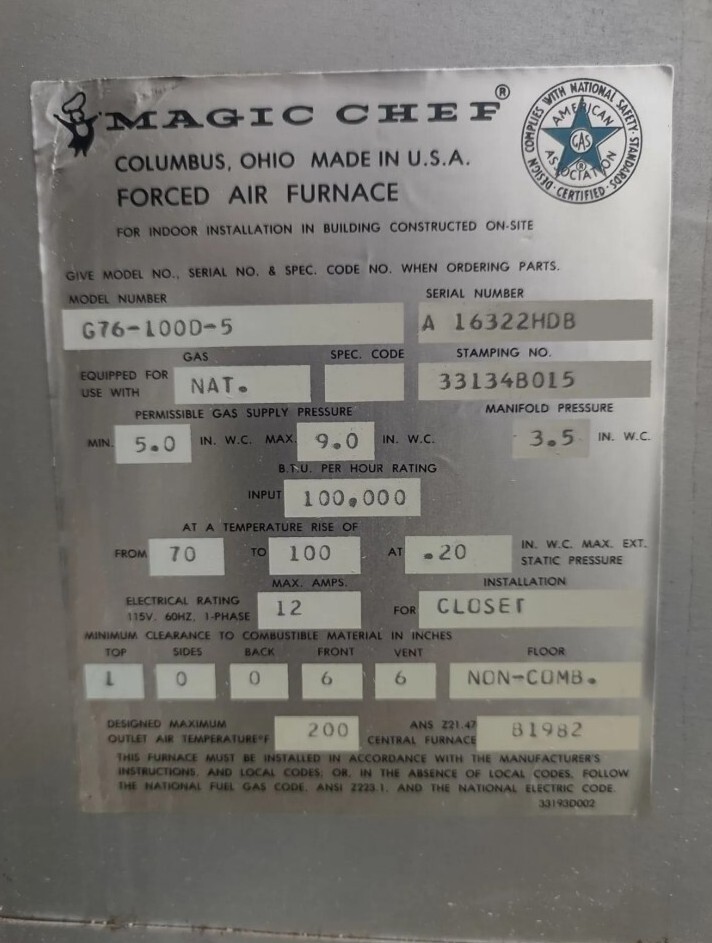 MAGIC CHEF®
COLUMBUS, OHIO MADE IN U.S.A.
FORCED AIR FURNACE
DESIGN COMPLIES WITH NATIONAL SAFETY STANDARDS
CERTIFIED
AMERICAN
GAS
ASSOCIATION
®
FOR INDOOR INSTALLATION IN BUILDING CONSTRUCTED ON-SITE
GIVE MODEL NO., SERIAL NO. & SPEC. CODE NO. WHEN ORDERING PARTS.
MODEL NUMBER SERIAL NUMBER
G76-100D-5 A 16322HDB
GAS SPEC. CODE STAMPING NO.
EQUIPPED FOR
USE WITH NAT. 33134B015
PERMISSIBLE GAS SUPPLY PRESSURE MANIFOLD PRESSURE
MIN. 5.0 IN. W.C. MAX. 9.0 IN. W.C. 3.5 IN. W.C.
B.T.U. PER HOUR RATING
INPUT 100,000
AT A TEMPERATURE RISE OF
FROM 70 TO 100 AT .20 IN. W.C. MAX. EXT.
STATIC PRESSURE
MAX. AMPS. INSTALLATION
ELECTRICAL RATING
115V. 60HZ. 1-PHASE 12 FOR CLOSET
MINIMUM CLEARANCE TO COMBUSTIBLE MATERIAL IN INCHES
TOP SIDES BACK FRONT VENT FLOOR
1 0 0 6 6 NON-COMB.
DESIGNED MAXIMUM
OUTLET AIR TEMPERATURE°F 200 ANS Z21.47
CENTRAL FURNACE 81982
THIS FURNACE MUST BE INSTALLED IN ACCORDANCE WITH THE MANUFACTURER'S
INSTRUCTIONS, AND LOCAL CODES, OR, IN THE ABSENCE OF LOCAL CODES, FOLLOW
THE NATIONAL FUEL GAS CODE, ANSI Z223.1, AND THE NATIONAL ELECTRIC CODE.
33193D002